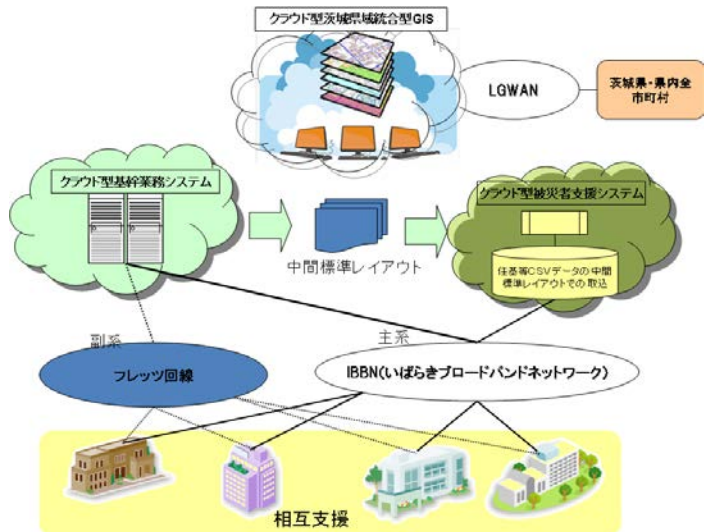 クラウド型茨城県域統合型GIS
LGWAN
茨城県・県内全
市町村
クラウド型基幹業務システム
クラウド型被災者支援システム
中間標準レイアウト
住基等CSVデータの中間
標準レイアウトでの取込
副系
主系
フレッツ回線
IBBN(いばらきブロードバンドネットワーク)
相互支援